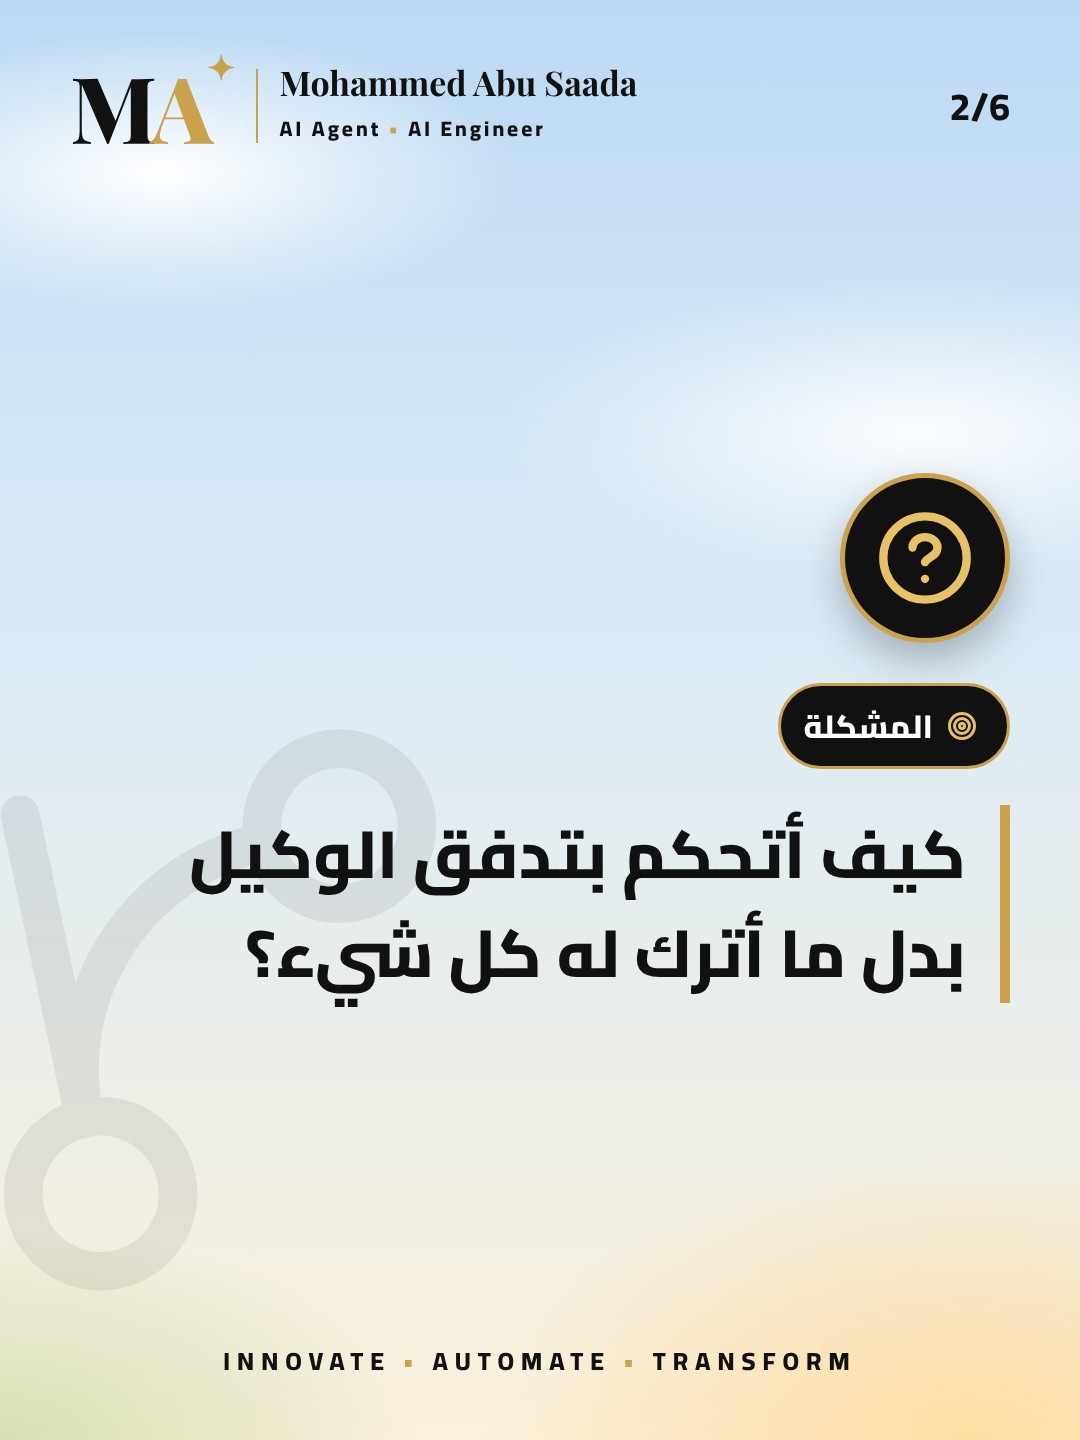 MA
Mohammed Abu Saada
AI Agent ▪ AI Engineer
2/6
المشكلة
كيف أتحكم بتدفق الوكيل
بدل ما أترك له كل شيء؟
INNOVATE ▪ AUTOMATE ▪ TRANSFORM